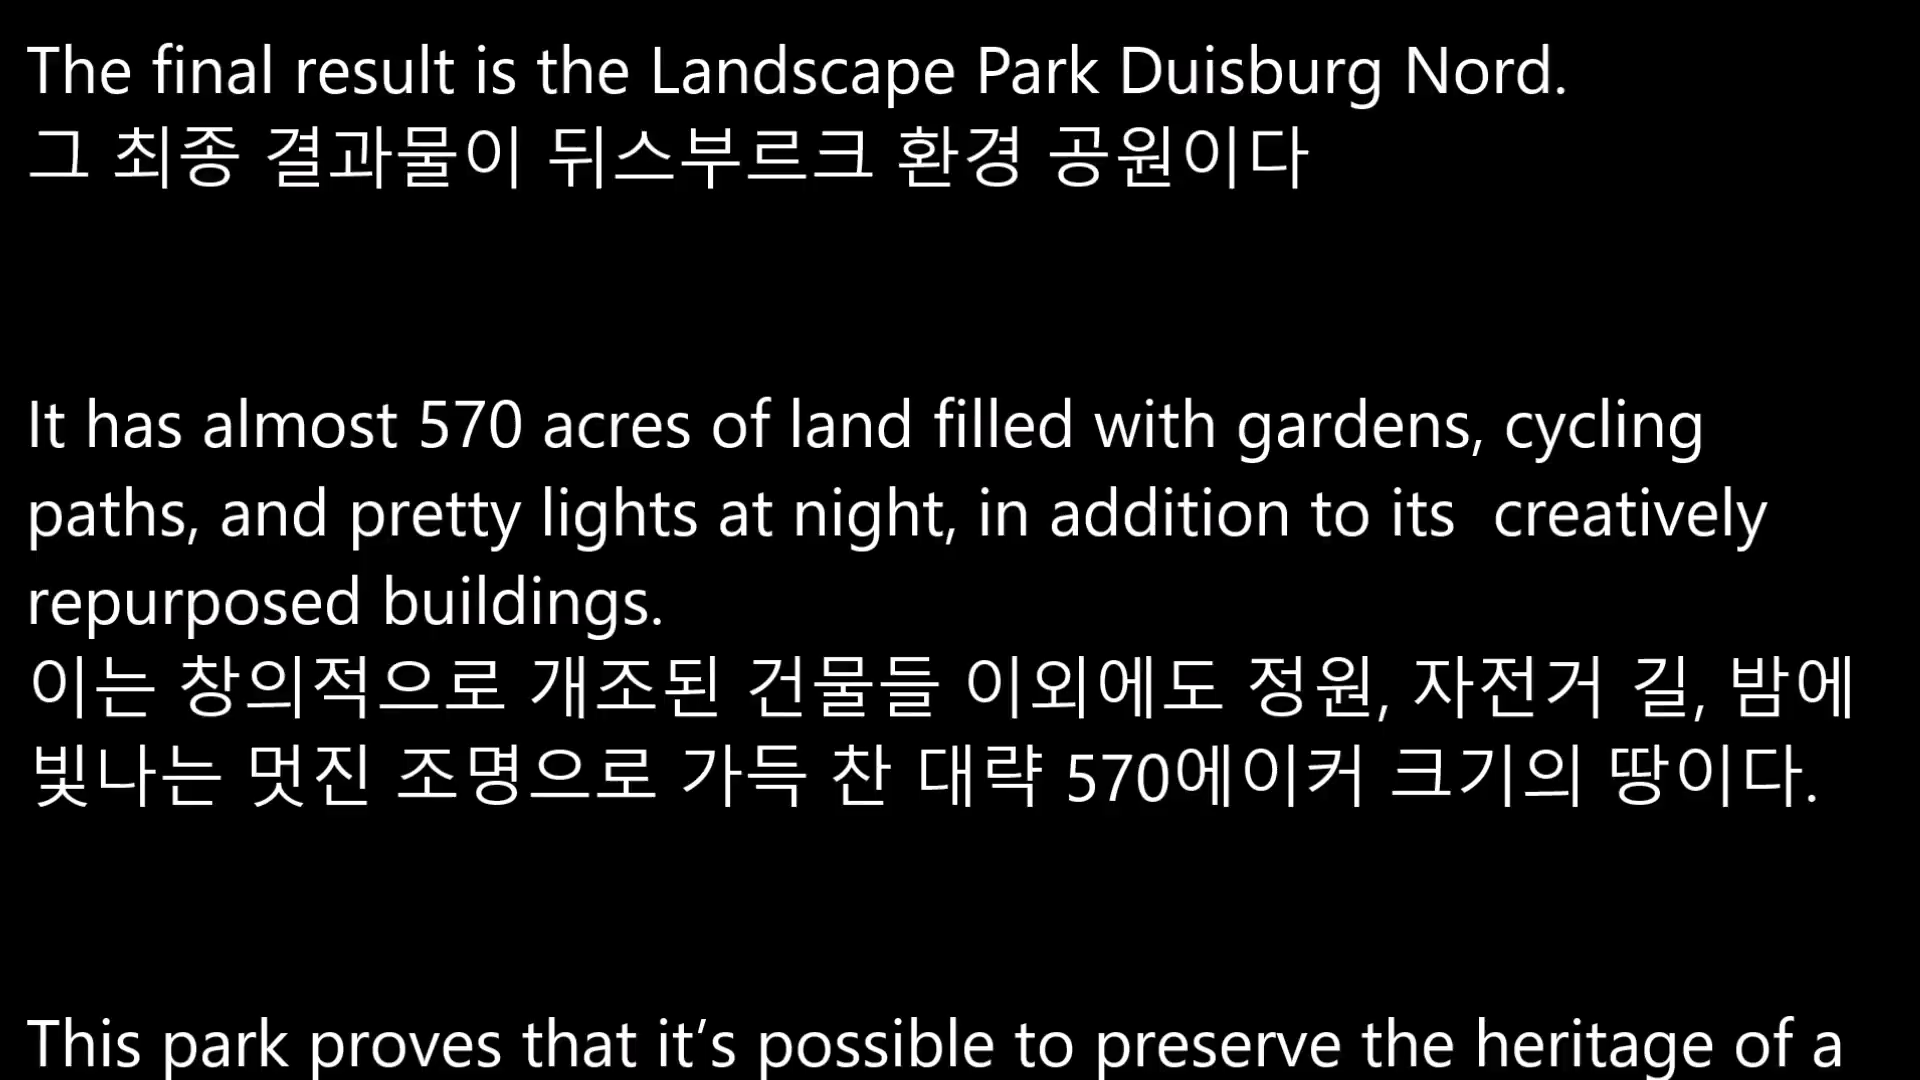 The final result is the Landscape Park Duisburg Nord.
그 최종 결과물이 뒤스부르크 환경 공원이다
It has almost 570 acres of land filled with gardens, cycling
paths, and pretty lights at night, in addition to its  creatively
repurposed buildings.
이는 창의적으로 개조된 건물들 이외에도 정원, 자전거 길, 밤에
빛나는 멋진 조명으로 가득 찬 대략 570에이커 크기의 땅이다.
This park proves that it’s possible to preserve the heritage of a